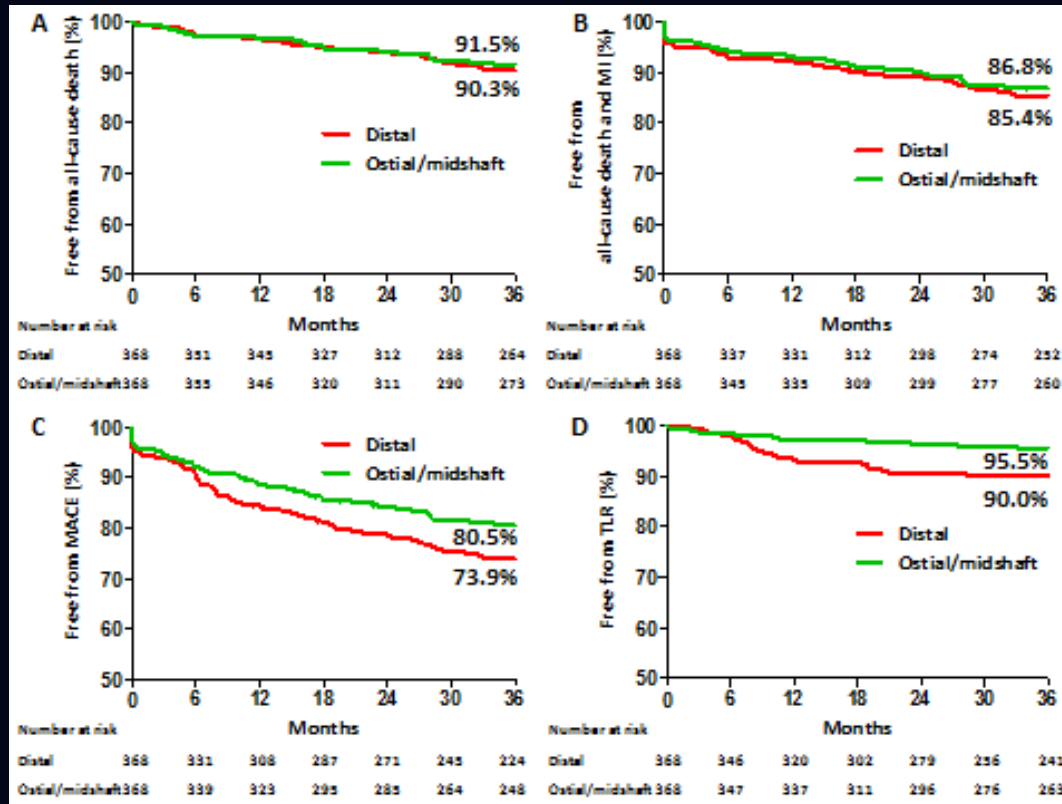 A
Free from all-cause death (%)
100
90
80
70
60
50
91.5%
90.3%
Distal
Ostial/midshaft
0 6 12 18 24 30 36
Number at risk Months
Distal 368 351 345 327 312 288 264
Ostial/midshaft 368 355 346 320 311 290 273
B
Free from
all-cause death and MI (%)
100
90
80
70
60
50
86.8%
85.4%
Distal
Ostial/midshaft
0 6 12 18 24 30 36
Number at risk Months
Distal 368 337 331 312 298 274 252
Ostial/midshaft 368 345 335 309 299 277 260
C
Free from MACE (%)
100
90
80
70
60
50
Distal
Ostial/midshaft
80.5%
73.9%
0 6 12 18 24 30 36
Number at risk Months
Distal 368 331 308 287 271 245 224
Ostial/midshaft 368 339 323 295 285 264 248
D
Free from TLR (%)
100
90
80
70
60
50
95.5%
90.0%
Distal
Ostial/midshaft
0 6 12 18 24 30 36
Number at risk Months
Distal 368 346 320 302 279 256 241
Ostial/midshaft 368 347 337 311 296 276 263